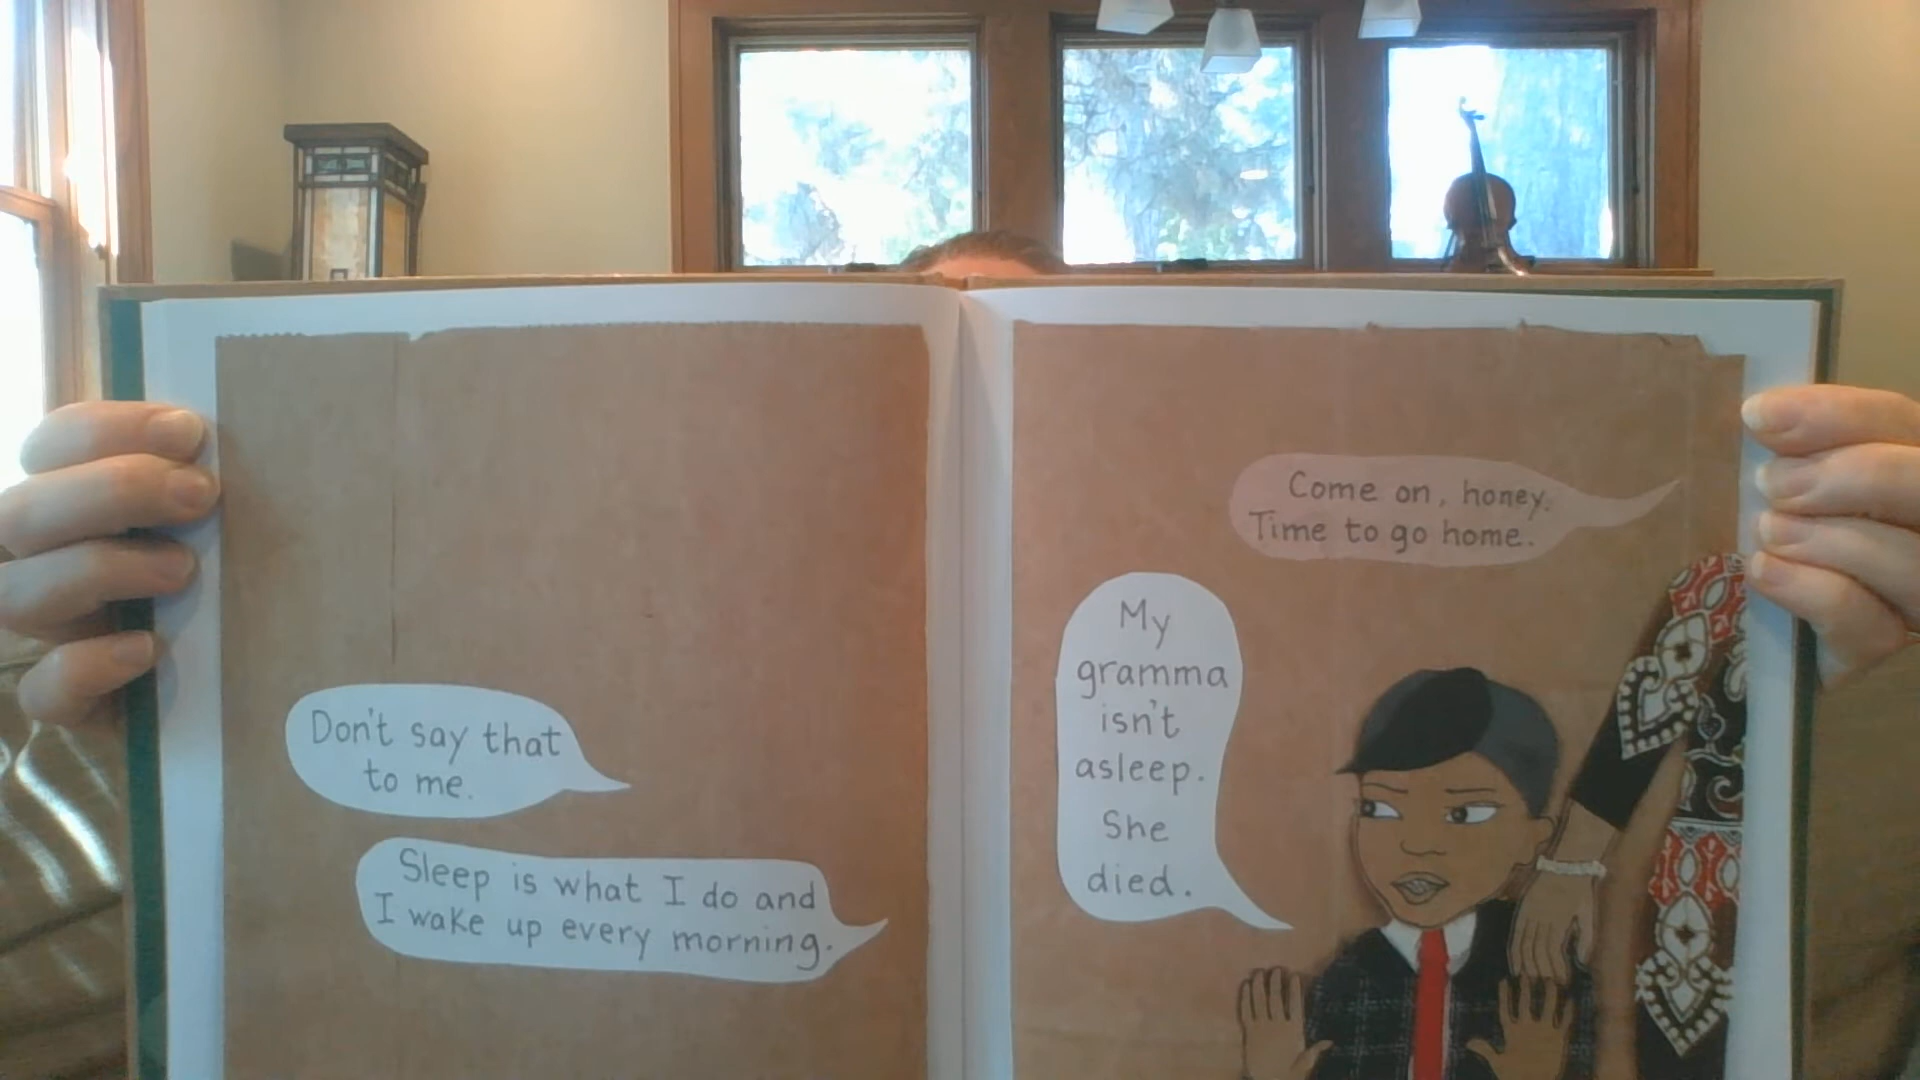 Don't say that
to me.
Sleep is what I do and
I wake up every morning.
Come on, honey.
Time to go home.
My
gramma
isn't
asleep.
She
died.